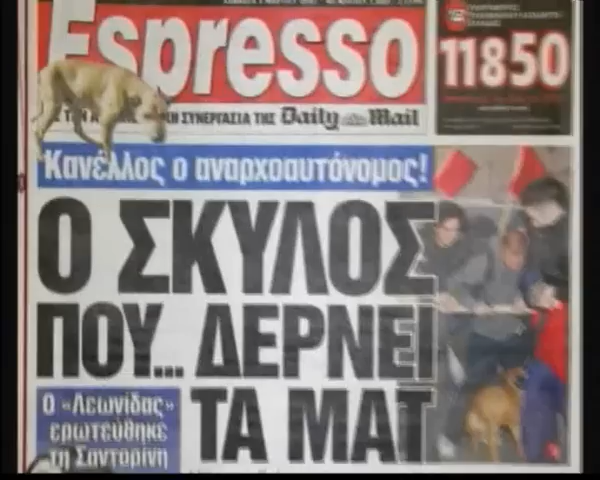 Espresso
ΣΥΝΕΡΓΑΣΙΑ ΤΗΣ Daily Mail
11850
Κανέλλος ο αναρχοαυτόνομος!
Ο ΣΚΥΛΟΣ
ΠΟΥ... ΔΕΡΝΕΙ
ΤΑ ΜΑΤ
Ο «Λεωνίδας»
ερωτεύθηκε
τη Σαντορίνη